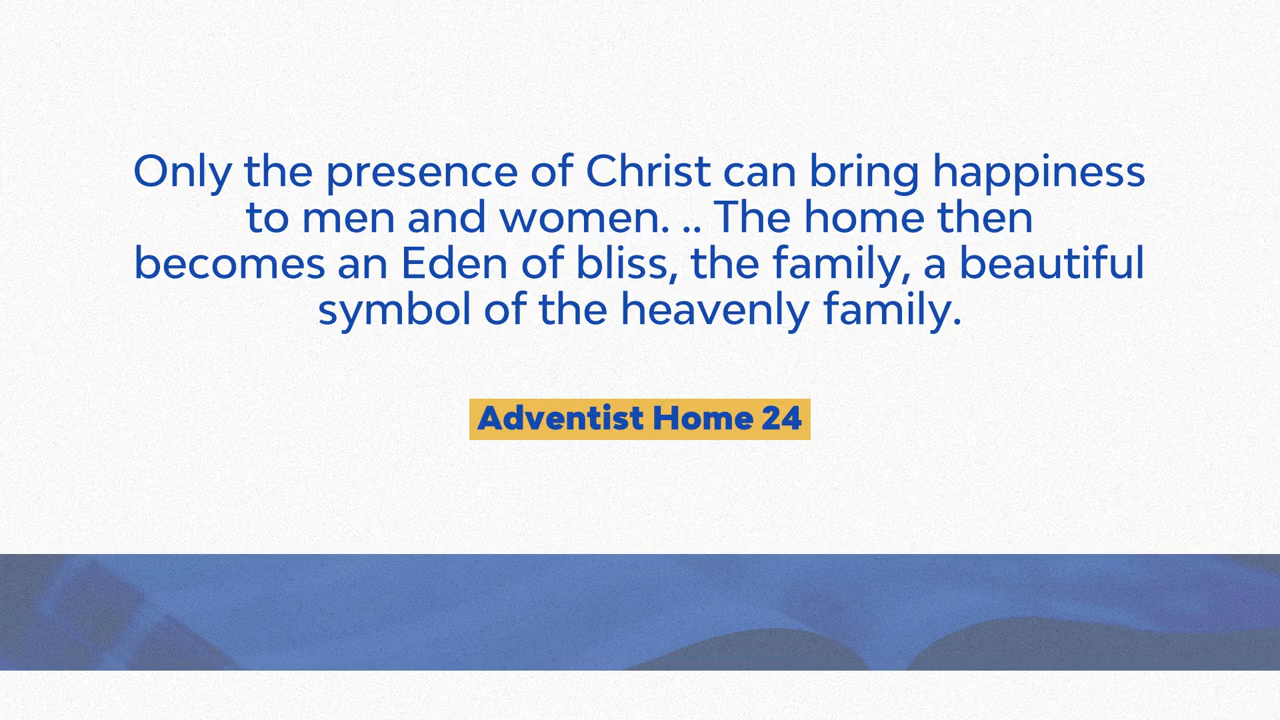 Only the presence of Christ can bring happiness
to men and women. .. The home then
becomes an Eden of bliss, the family, a beautiful
symbol of the heavenly family.
Adventist Home 24